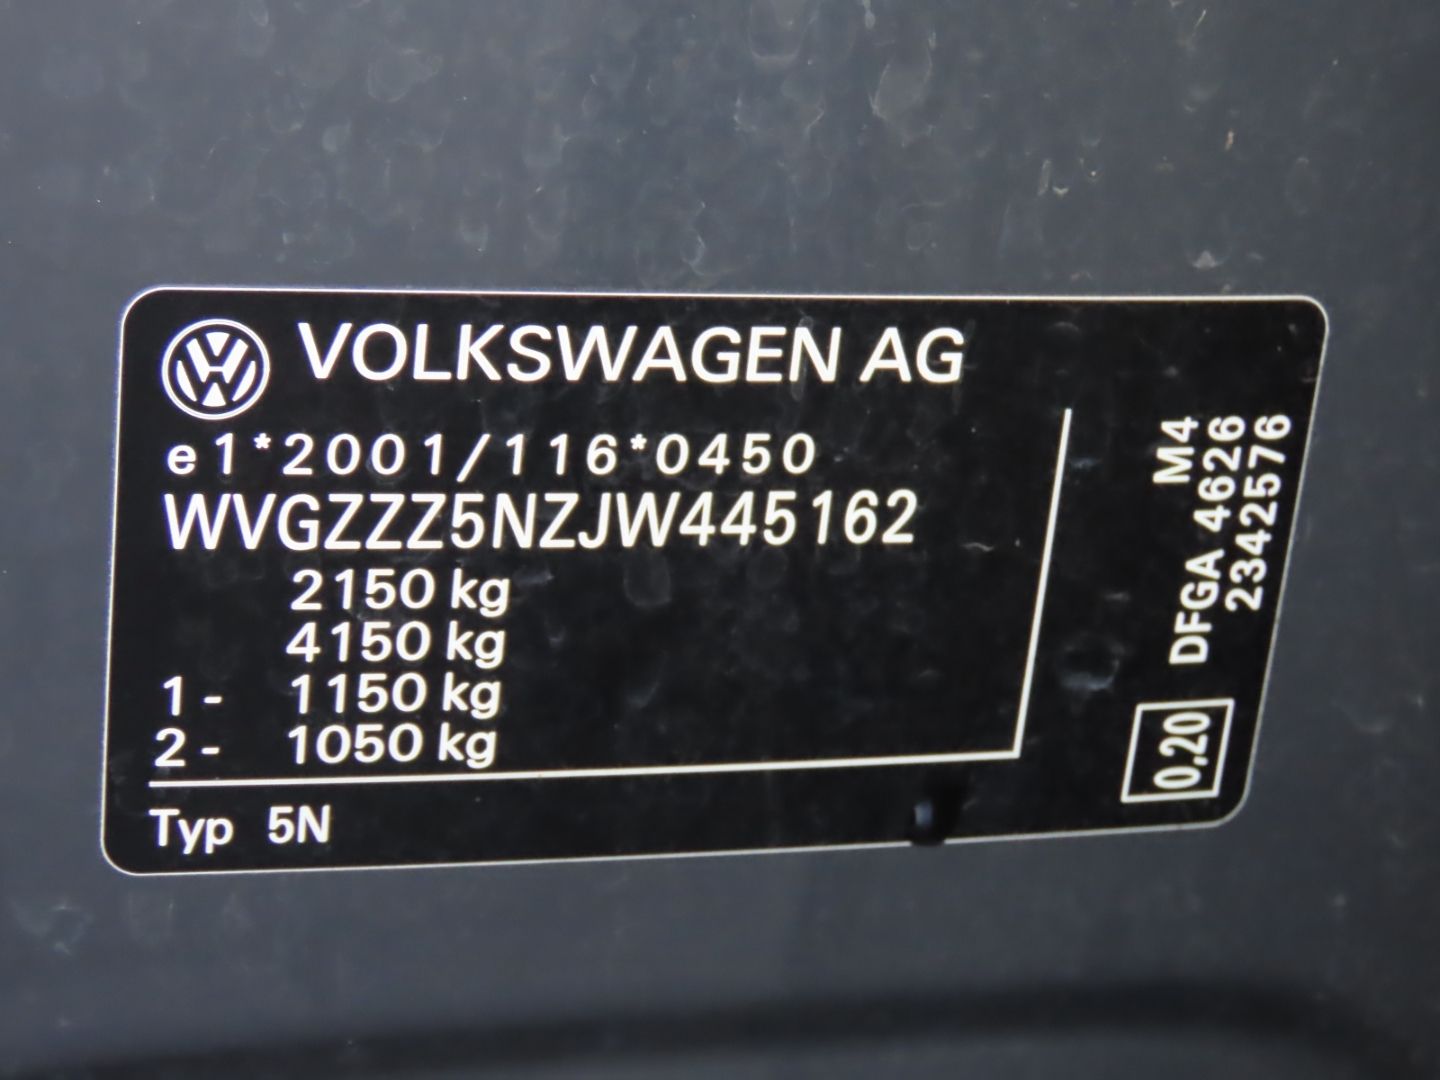 VOLKSWAGEN AG
e1*2001/116*0450
WVGZZZ5NZJW445162
2150 kg
4150 kg
1- 1150 kg
2- 1050 kg
Typ 5N
M4
DFGA 4626
2342576
0,20